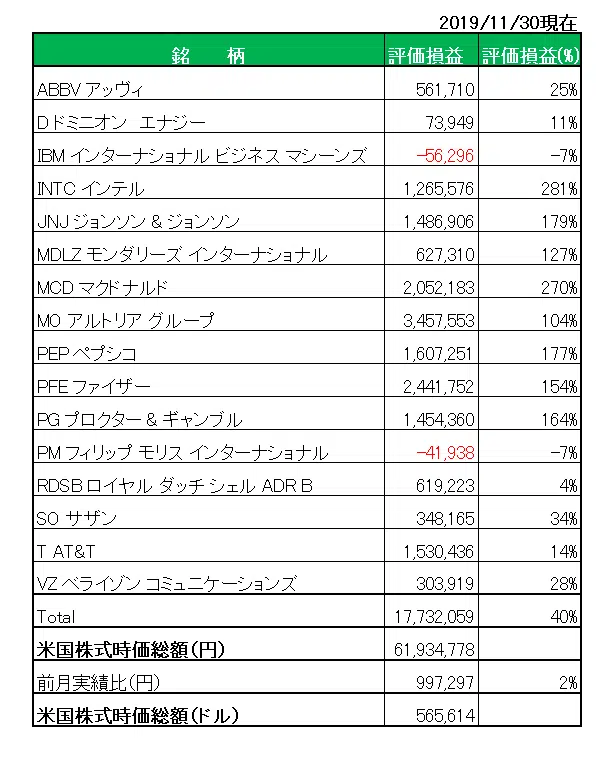 2019/11/30現在
銘　柄 評価損益 評価損益(%)
ABBV アッヴィ 561,710 25%
D ドミニオン エナジー 73,949 11%
IBM インターナショナル ビジネス マシーンズ -56,296 -7%
INTC インテル 1,265,576 281%
JNJ ジョンソン & ジョンソン 1,486,906 179%
MDLZ モンダリーズ インターナショナル 627,310 127%
MCD マクドナルド 2,052,183 270%
MO アルトリア グループ 3,457,553 104%
PEP ペプシコ 1,607,251 177%
PFE ファイザー 2,441,752 154%
PG プロクター & ギャンブル 1,454,360 164%
PM フィリップ モリス インターナショナル -41,938 -7%
RDSB ロイヤル ダッチ シェル ADR B 619,223 4%
SO サザン 348,165 34%
T AT&T 1,530,436 14%
VZ ベライゾン コミュニケーションズ 303,919 28%
Total 17,732,059 40%
米国株式時価総額(円) 61,934,778
前月実績比(円) 997,297 2%
米国株式時価総額(ドル) 565,614